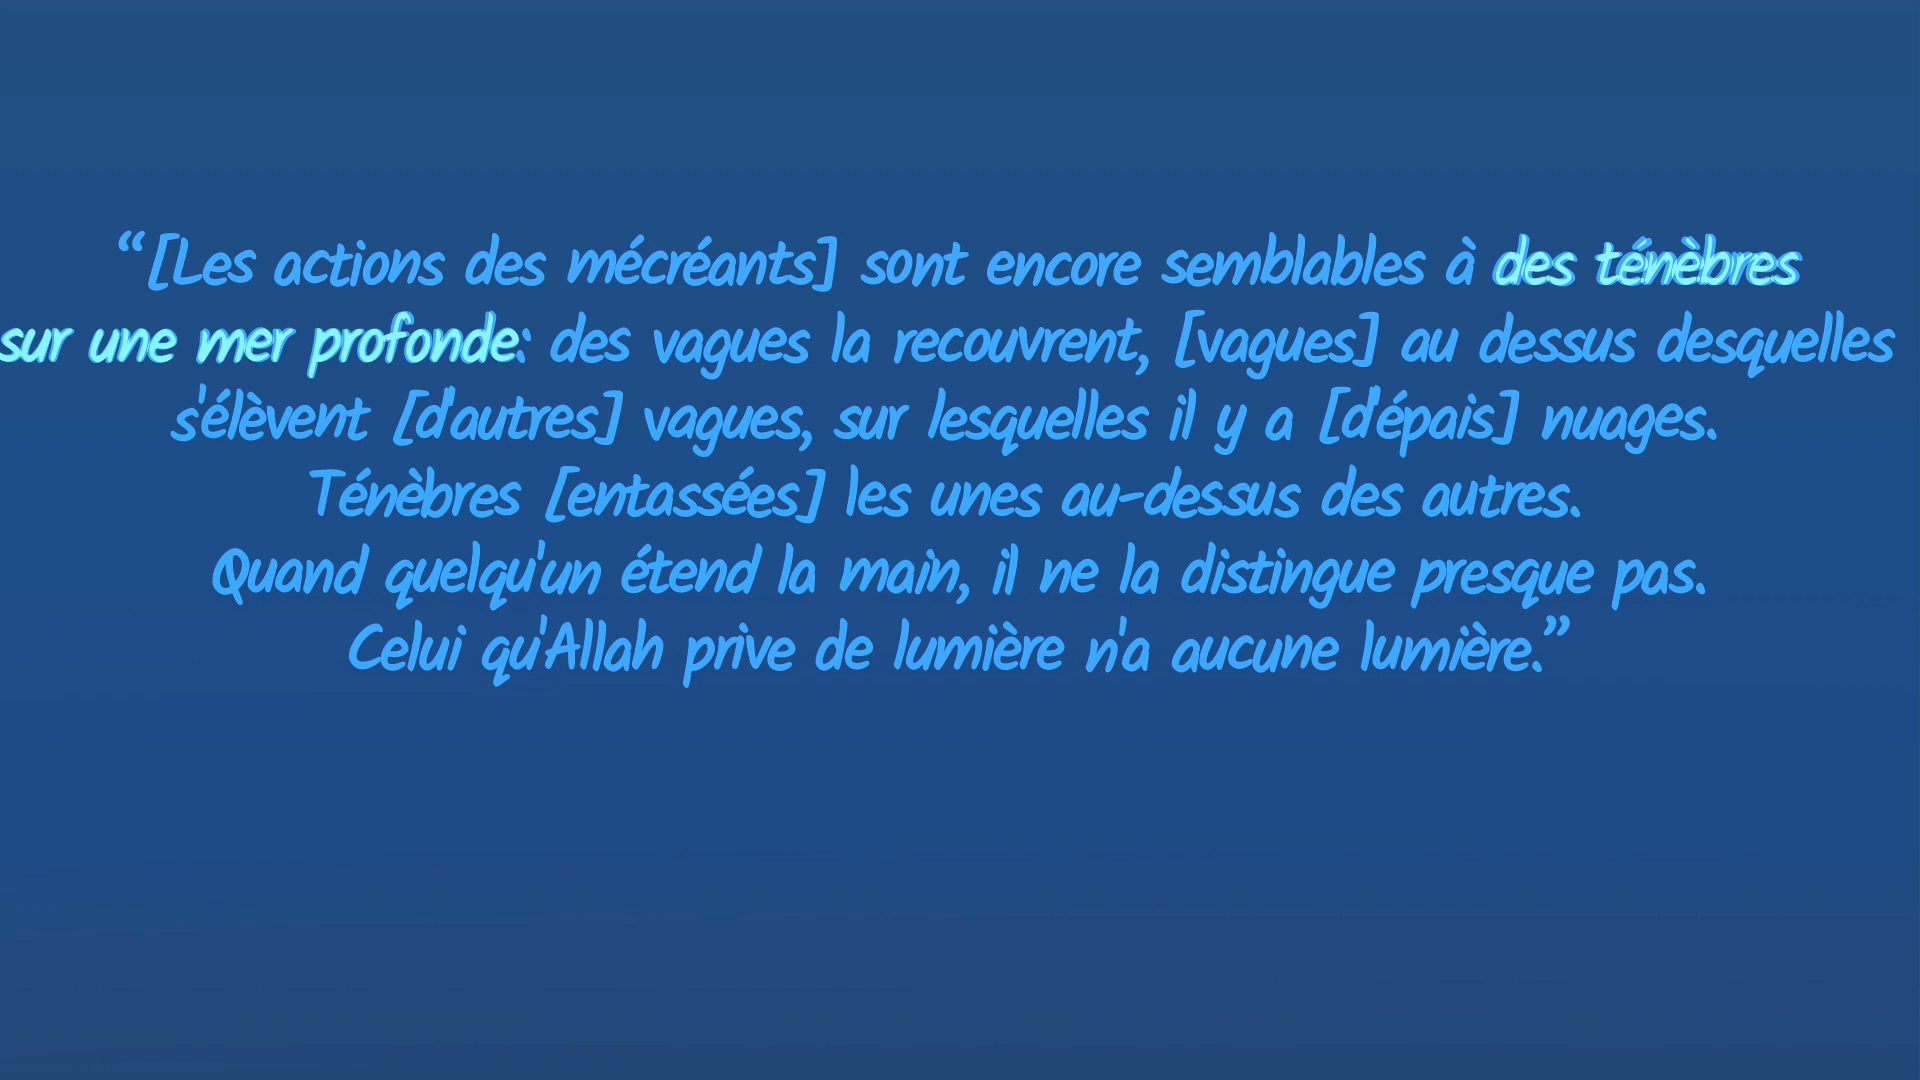 “[Les actions des mécréants] sont encore semblables à des ténèbres
sur une mer profonde: des vagues la recouvrent, [vagues] au dessus desquelles
s'élèvent [d'autres] vagues, sur lesquelles il y a [d'épais] nuages.
Ténèbres [entassées] les unes au-dessus des autres.
Quand quelqu'un étend la main, il ne la distingue presque pas.
Celui qu'Allah prive de lumière n'a aucune lumière.”